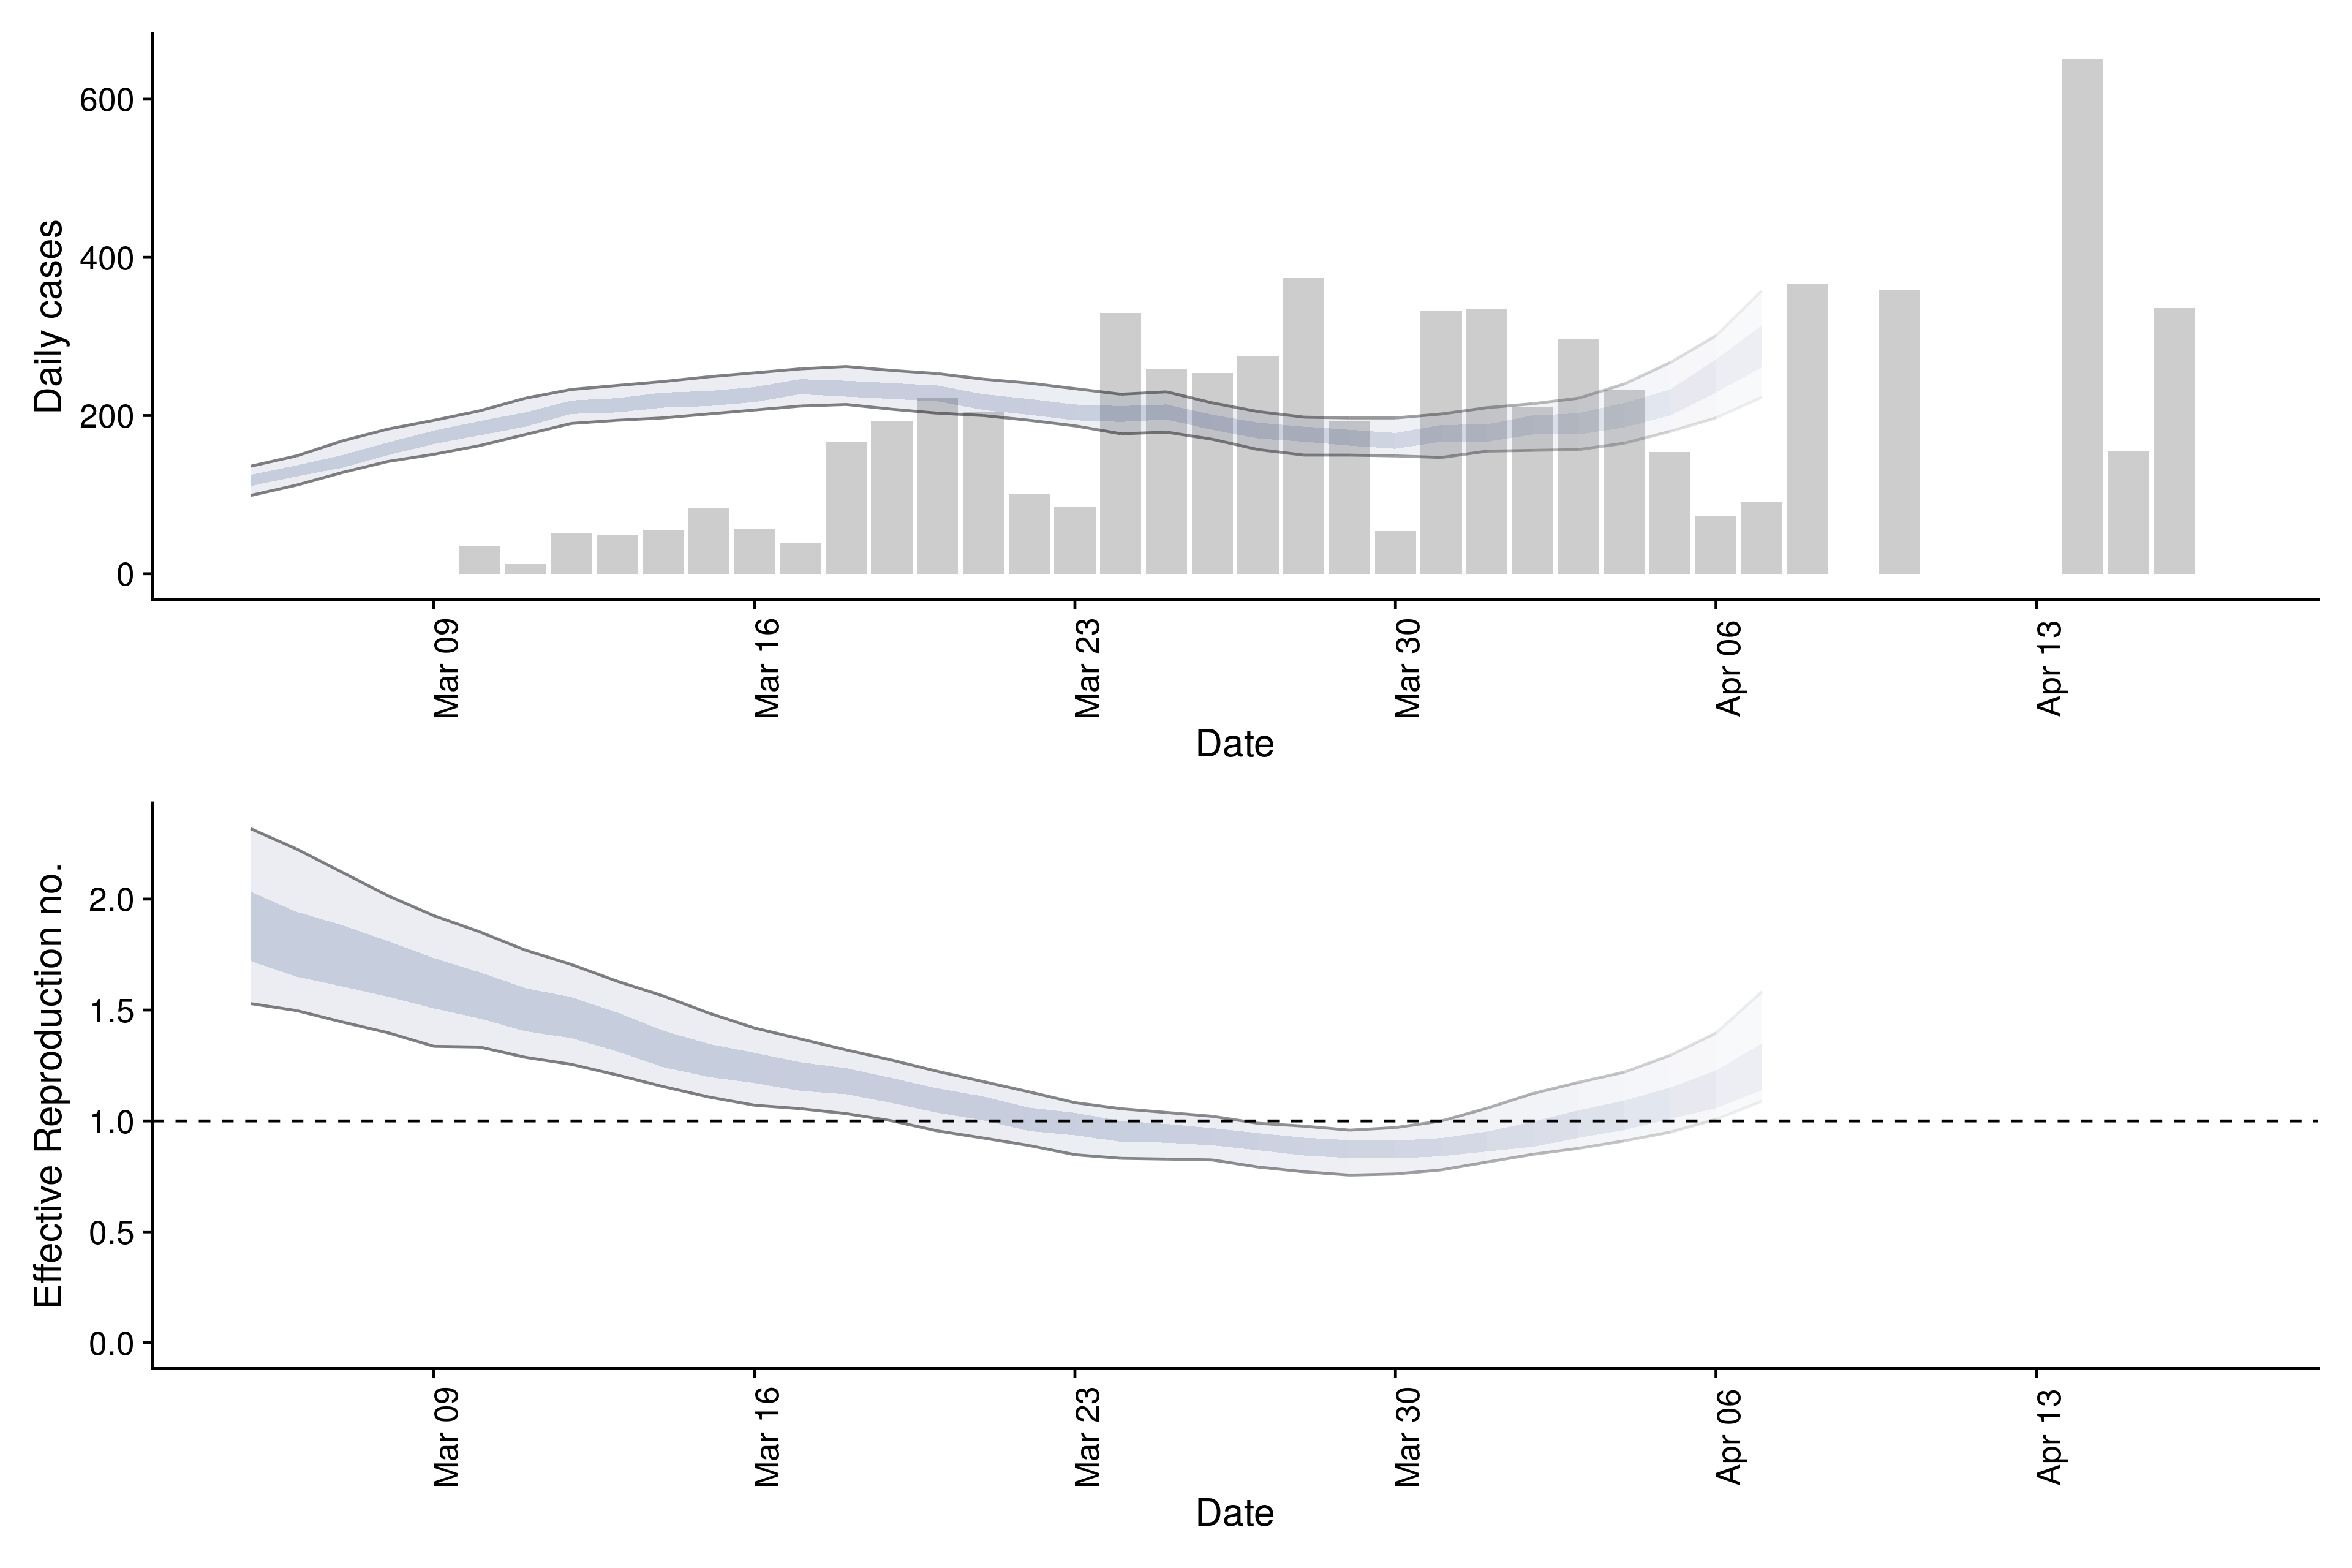 Daily cases
600
400
200
0
Mar 09
Mar 16
Mar 23
Mar 30
Apr 06
Apr 13
Date
Effective Reproduction no.
2.0
1.5
1.0
0.5
0.0
Mar 09
Mar 16
Mar 23
Mar 30
Apr 06
Apr 13
Date